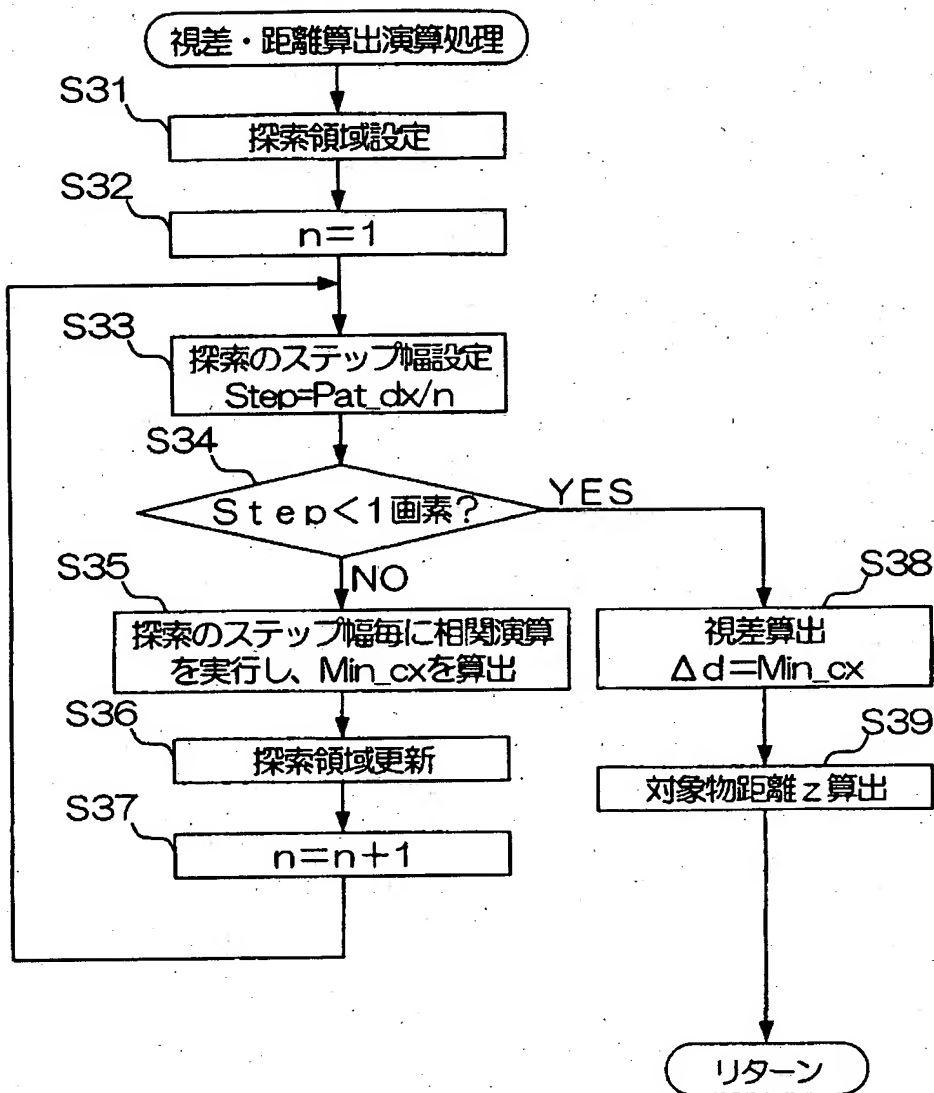 視差・距離算出演算処理
S31
探索領域設定
S32
n=1
S33
探索のステップ幅設定
Step=Pat_dx/n
S34
Step<1画素?
YES
NO
S35
探索のステップ幅毎に相関演算
を実行し、Min_cxを算出
S36
探索領域更新
S37
n=n+1
S38
視差算出
Δd=Min_cx
S39
対象物距離z算出
リターン